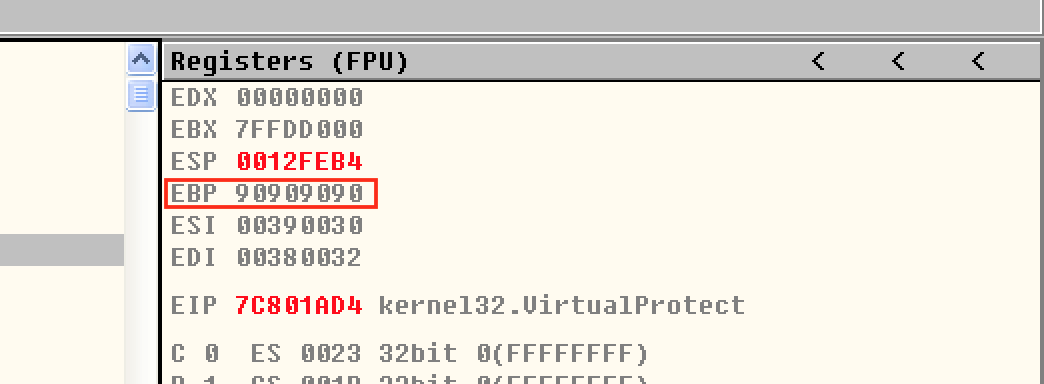 Registers (FPU) < < <
EDX 00000000
EBX 7FFDD000
ESP 0012FEB4
EBP 90909090
ESI 00390030
EDI 00380032
EIP 7C801AD4 kernel32.VirtualProtect
C 0 ES 0023 32bit 0(FFFFFFFF)